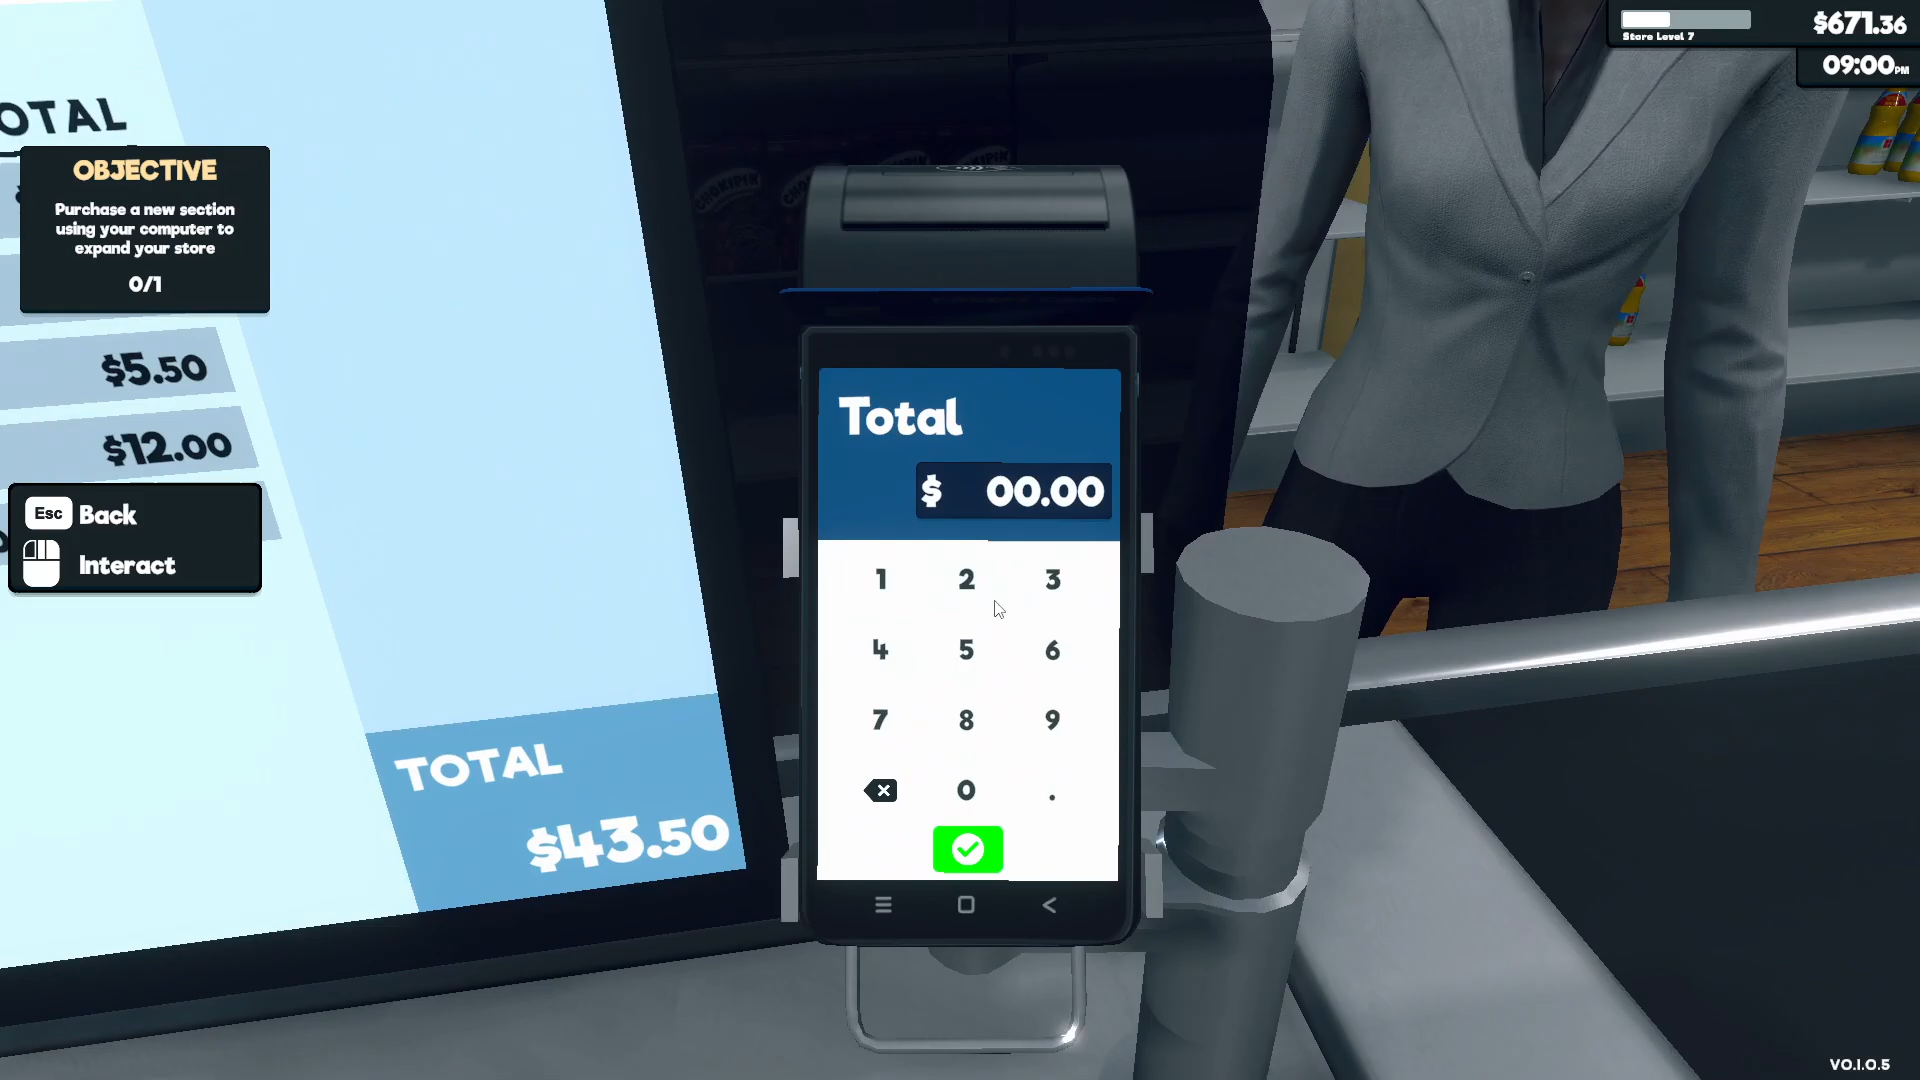 $671.36
Store Level 7
09:00PM
OTAL
OBJECTIVE
Purchase a new section
using your computer to
expand your store
0/1
$5.50
$12.00
Esc Back
Interact
TOTAL
$43.50
Total
$ 00.00
1 2 3
4 5 6
7 8 9
0 .
V0.1.0.5